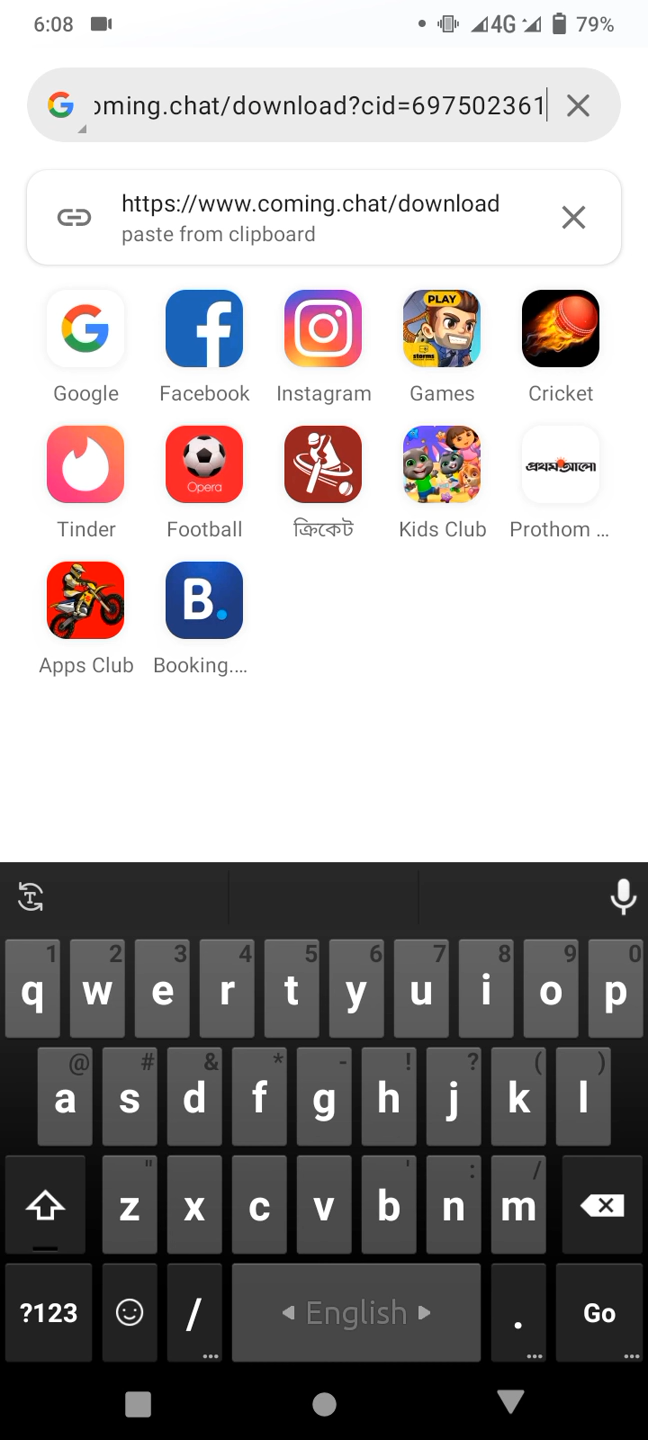 6:08
4G 79%
oming.chat/download?cid=697502361
https://www.coming.chat/download
paste from clipboard
PLAY
Google Facebook Instagram Games Cricket
Opera
প্রথম আলো
Tinder Football ক্রিকেট Kids Club Prothom ...
B.
Apps Club Booking....
1 2 3 4 5 6 7 8 9 0
q w e r t y u i o p
@ # & * - ! ? ( )
a s d f g h j k l
" ' : /
z x c v b n m
?123 / English . Go